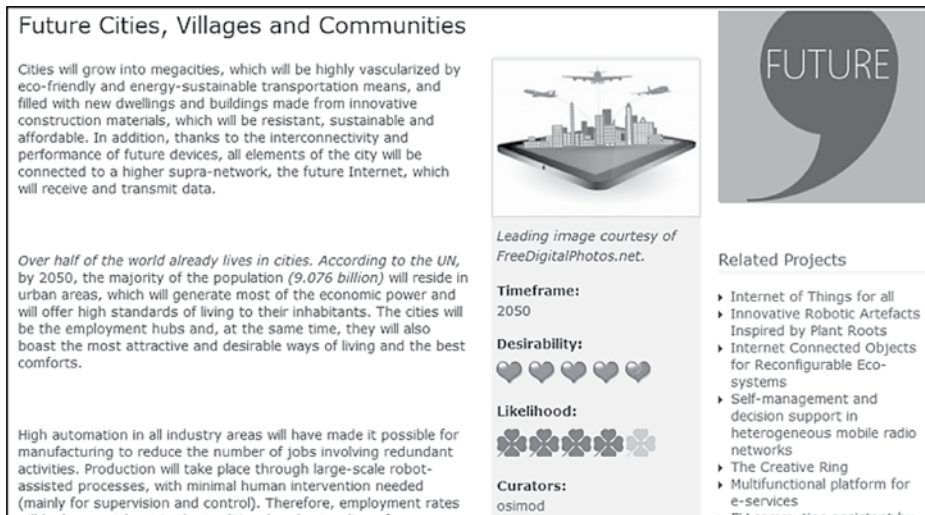 Future Cities, Villages and Communities
Cities will grow into megacities, which will be highly vascularized by
eco-friendly and energy-sustainable transportation means, and
filled with new dwellings and buildings made from innovative
construction materials, which will be resistant, sustainable and
affordable. In addition, thanks to the interconnectivity and
performance of future devices, all elements of the city will be
connected to a higher supra-network, the future Internet, which
will receive and transmit data.
Over half of the world already lives in cities. According to the UN,
by 2050, the majority of the population (9.076 billion) will reside in
urban areas, which will generate most of the economic power and
will offer high standards of living to their inhabitants. The cities
will be the employment hubs and, at the same time, they will also
boast the most attractive and desirable ways of living and the best
comforts.
High automation in all industry areas will have made it possible for
manufacturing to reduce the number of jobs involving redundant
activities. Production will take place through large-scale robot-
assisted processes, with minimal human intervention needed
(mainly for supervision and control). Therefore, employment rates
Leading image courtesy of
FreeDigitalPhotos.net.
Timeframe:
2050
Desirability:
Likelihood:
Curators:
osimod
FUTURE
Related Projects
Internet of Things for all
Innovative Robotic Artefacts
Inspired by Plant Roots
Internet Connected Objects
for Reconfigurable Eco-
systems
Self-management and
decision support in
heterogeneous mobile radio
networks
The Creative Ring
Multifunctional platform for
e-services